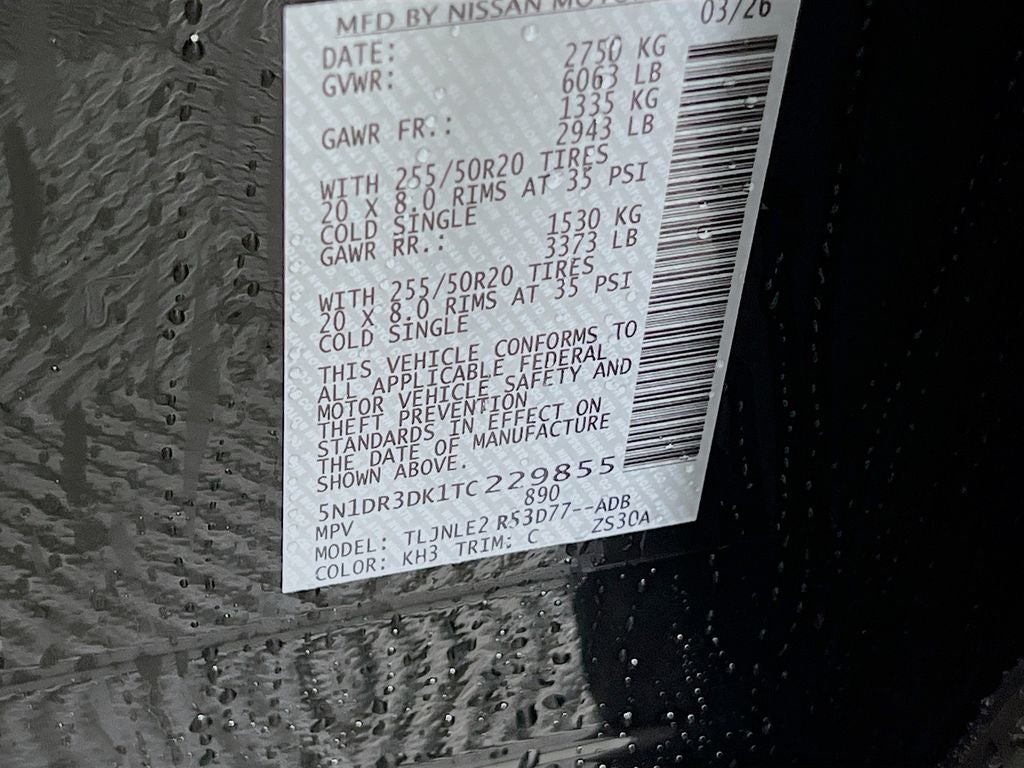 MFD BY NISSAN MOTO
DATE: 03/26
GVWR: 2750 KG
6063 LB
GAWR FR.: 1335 KG
2943 LB
WITH 255/50R20 TIRES
20 X 8.0 RIMS AT 35 PSI
COLD SINGLE
GAWR RR.: 1530 KG
3373 LB
WITH 255/50R20 TIRES
20 X 8.0 RIMS AT 35 PSI
COLD SINGLE
THIS VEHICLE CONFORMS TO
ALL APPLICABLE FEDERAL
MOTOR VEHICLE SAFETY AND
THEFT PREVENTION
STANDARDS IN EFFECT ON
THE DATE OF MANUFACTURE
SHOWN ABOVE.
5N1DR3DK1TC229855
MPV 890
MODEL: TLJNLE2 R53D77--ADB
COLOR: KH3 TRIM: C ZS30A